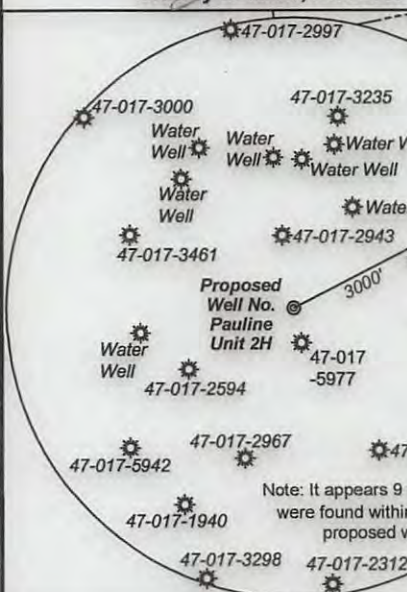 47-017-2997
47-017-3000
47-017-3235
Water
Well
Water
Well
Water
Water Well
Water
Well
Wate
47-017-2943
47-017-3461
Proposed
Well No.
Pauline
Unit 2H
3000'
Water
Well
47-017
-5977
47-017-2594
47-017-2967
47-017-5942
47
Note: It appears 9
were found within
proposed
47-017-1940
47-017-3298
47-017-2312